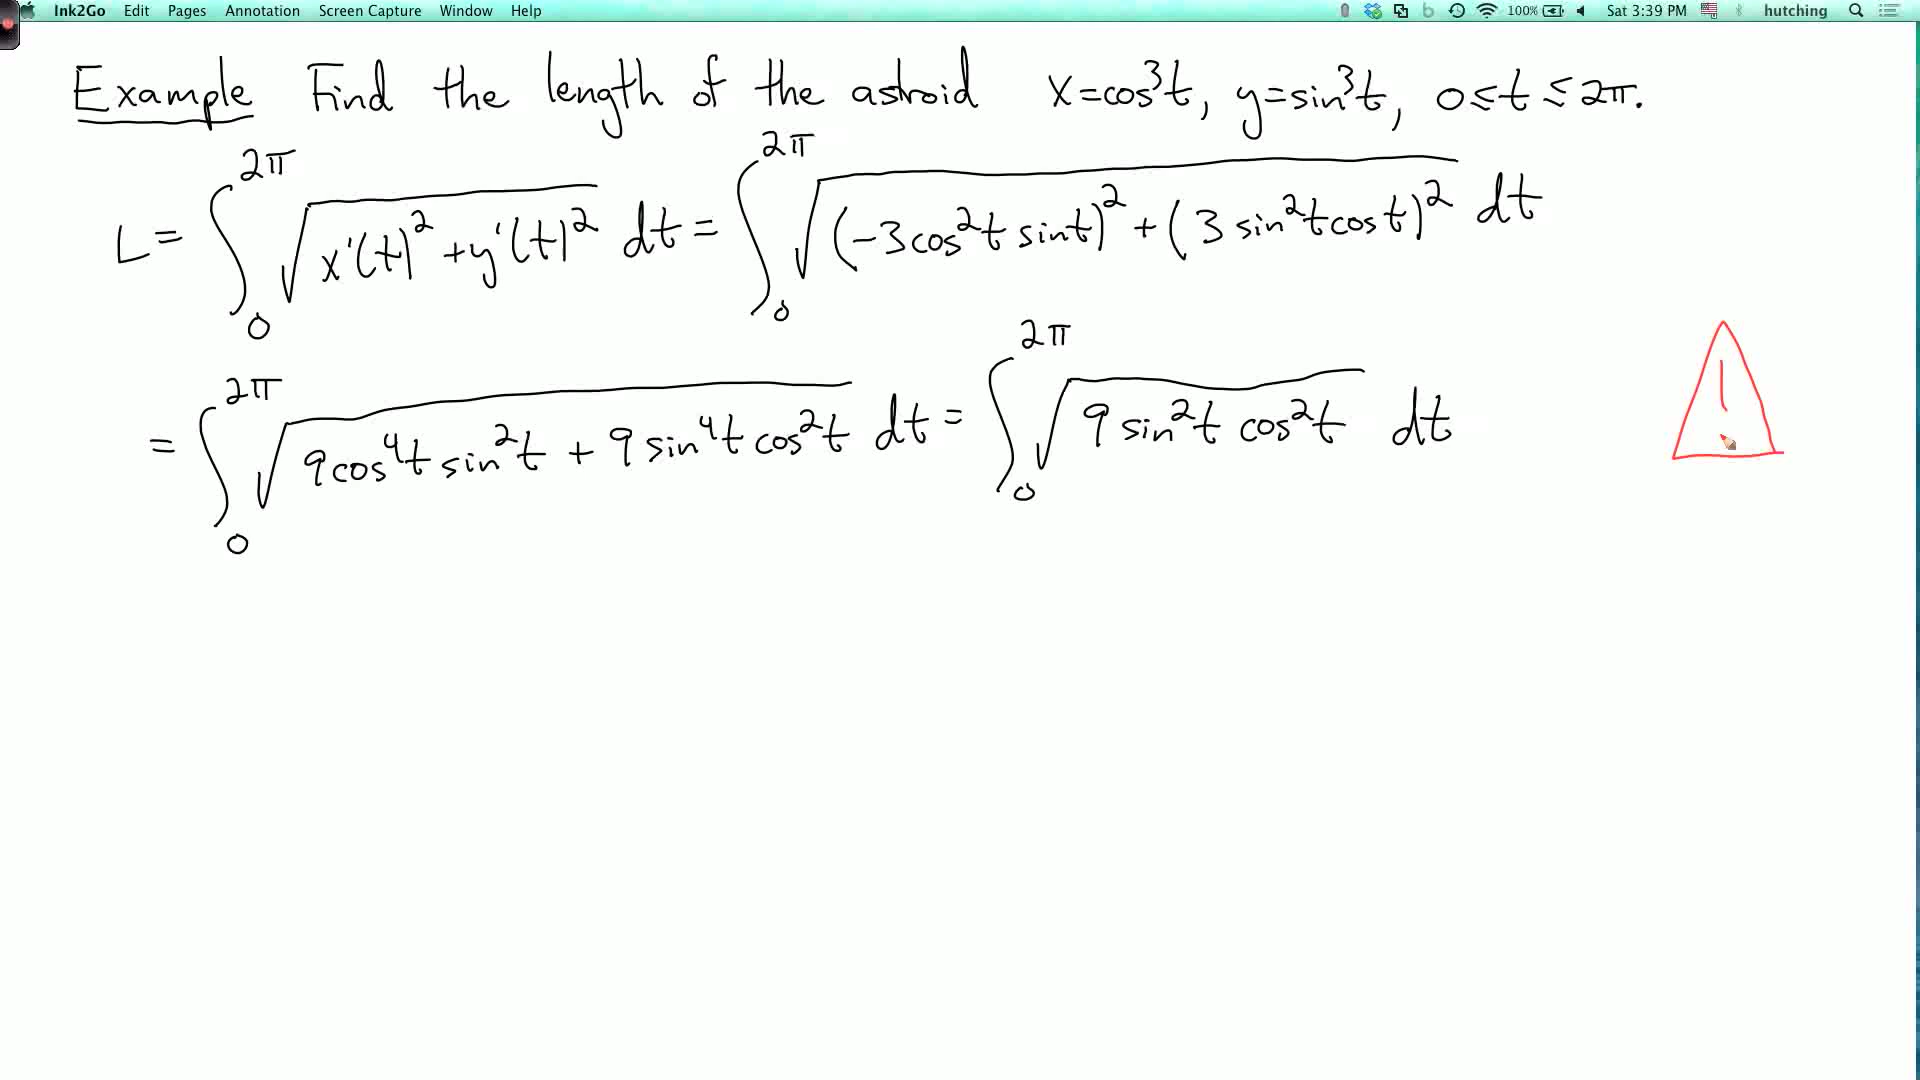 Ink2Go Edit Pages Annotation Screen Capture Window Help 100% Sat 3:39 PM hutching
Example Find the length of the astroid x=cos³t, y=sin³t, 0≤t≤2π.
L = ∫₀^2π √(x'(t)² + y'(t)²) dt = ∫₀^2π √((-3cos²t sint)² + (3 sin²t cos t)²) dt
= ∫₀^2π √(9cos⁴t sin²t + 9 sin⁴t cos²t) dt = ∫₀^2π √(9 sin²t cos²t) dt
!